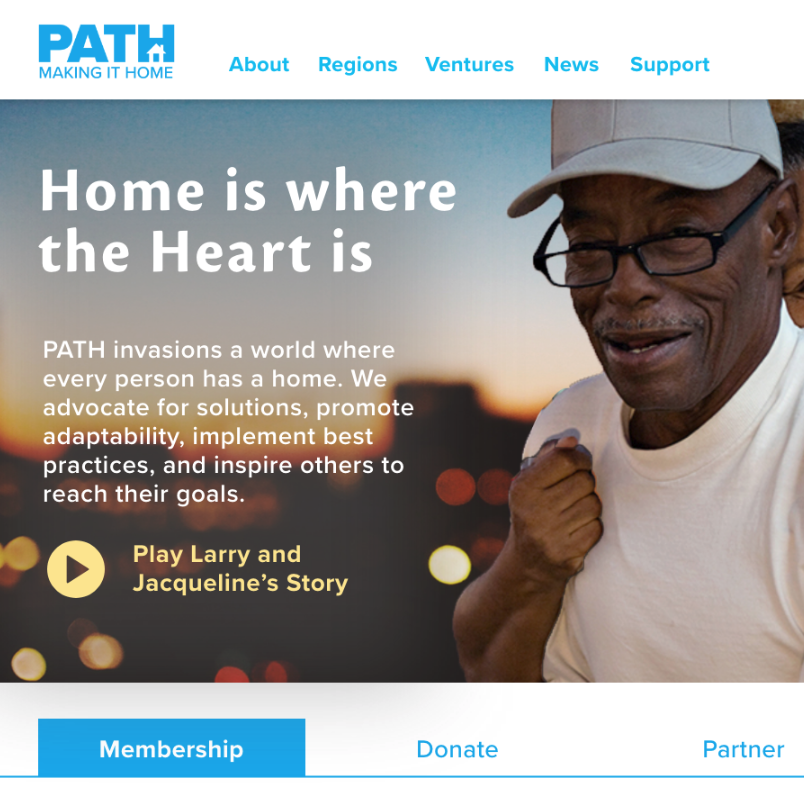 PATH
MAKING IT HOME
About Regions Ventures News Support
Home is where
the Heart is
PATH invasions a world where
every person has a home. We
advocate for solutions, promote
adaptability, implement best
practices, and inspire others to
reach their goals.
Play Larry and
Jacqueline’s Story
Membership Donate Partner